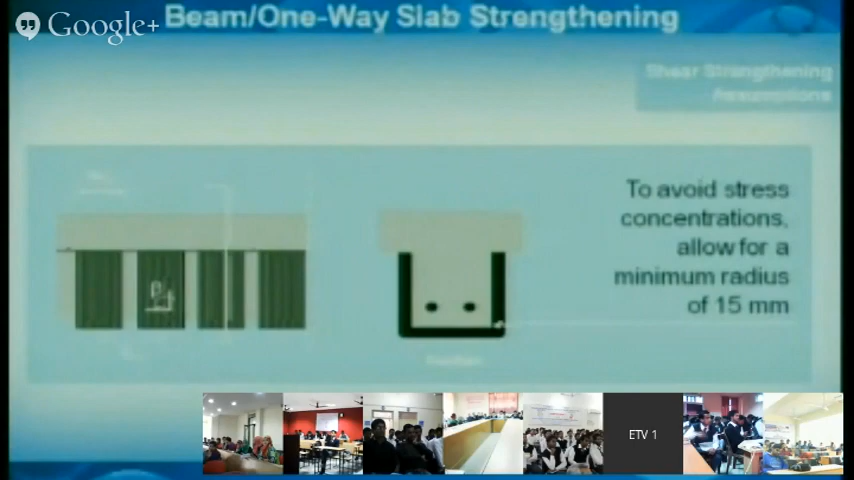 Google+
Beam/One-Way Slab Strengthening
Shear Strengthening
Assumptions
To avoid stress
concentrations,
allow for a
minimum radius
of 15 mm
ETV 1